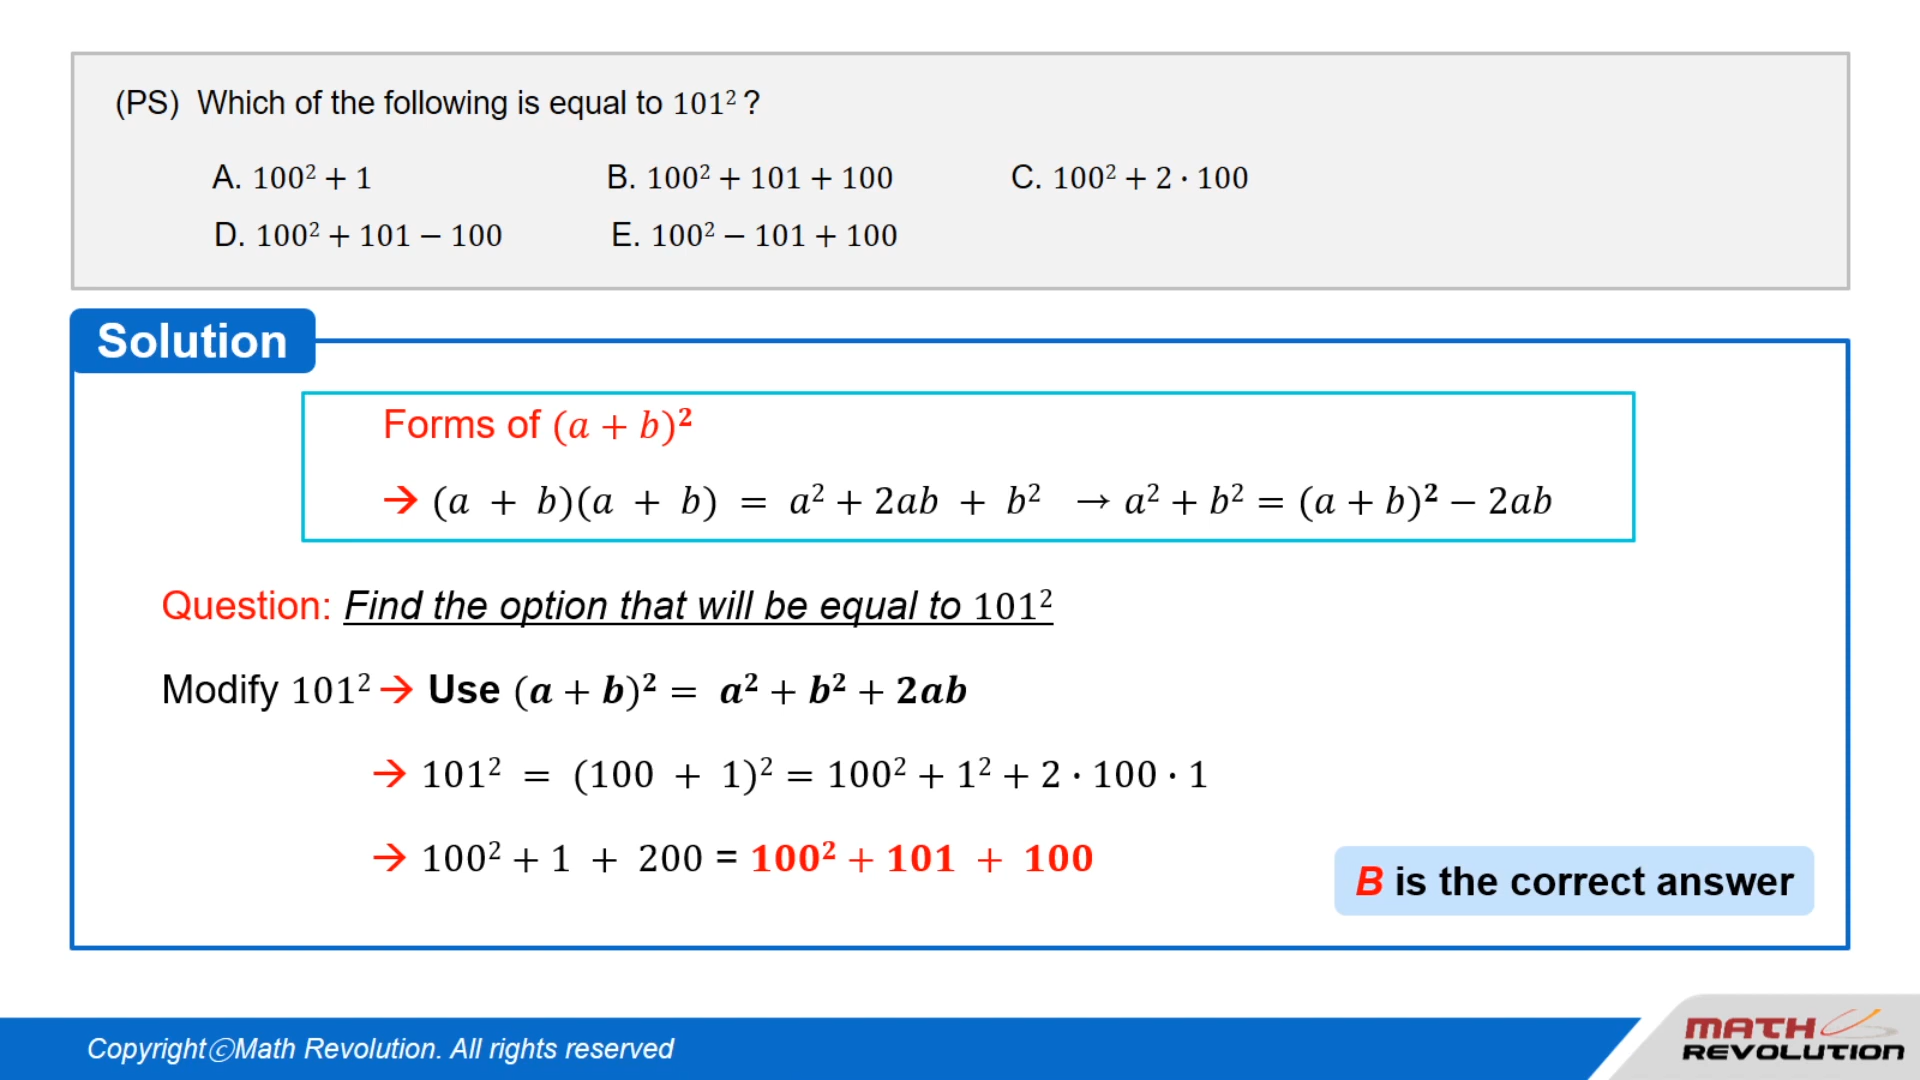 (PS) Which of the following is equal to 101² ?
A. 100² + 1 B. 100² + 101 + 100 C. 100² + 2 · 100
D. 100² + 101 − 100 E. 100² − 101 + 100
Solution
Forms of (a + b)²
→ (a + b)(a + b) = a² + 2ab + b² → a² + b² = (a + b)² − 2ab
Question: Find the option that will be equal to 101²
Modify 101² → Use (a + b)² = a² + b² + 2ab
→ 101² = (100 + 1)² = 100² + 1² + 2 · 100 · 1
→ 100² + 1 + 200 = 100² + 101 + 100
B is the correct answer
CopyrightⓒMath Revolution. All rights reserved
MATH
REVOLUTION